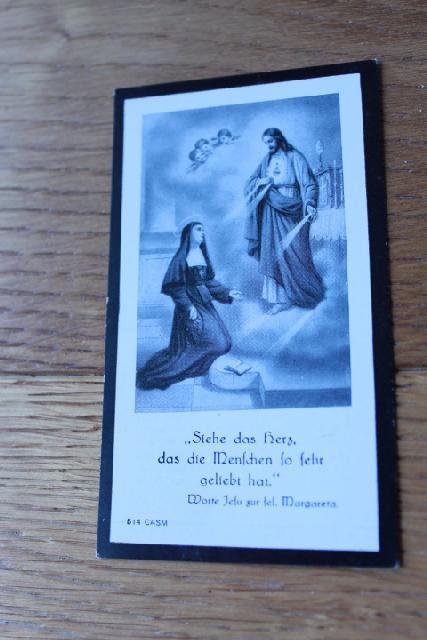 „Siehe das Herz,
das die Menschen so sehr
geliebt hat."
Worte Jesu zur sel. Margareta.
614 CASM